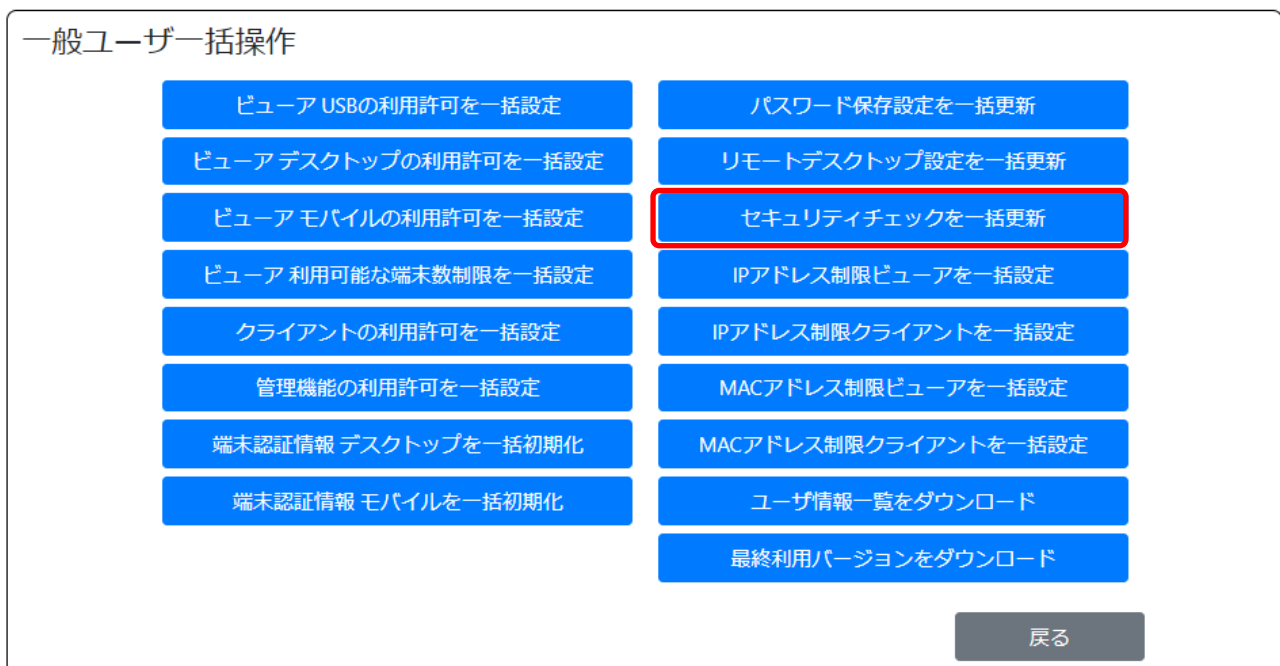 一般ユーザ一括操作
ビューア USBの利用許可を一括設定
パスワード保存設定を一括更新
ビューア デスクトップの利用許可を一括設定
リモートデスクトップ設定を一括更新
ビューア モバイルの利用許可を一括設定
セキュリティチェックを一括更新
ビューア 利用可能な端末数制限を一括設定
IPアドレス制限ビューアを一括設定
クライアントの利用許可を一括設定
IPアドレス制限クライアントを一括設定
管理機能の利用許可を一括設定
MACアドレス制限ビューアを一括設定
端末認証情報 デスクトップを一括初期化
MACアドレス制限クライアントを一括設定
端末認証情報 モバイルを一括初期化
ユーザ情報一覧をダウンロード
最終利用バージョンをダウンロード
戻る